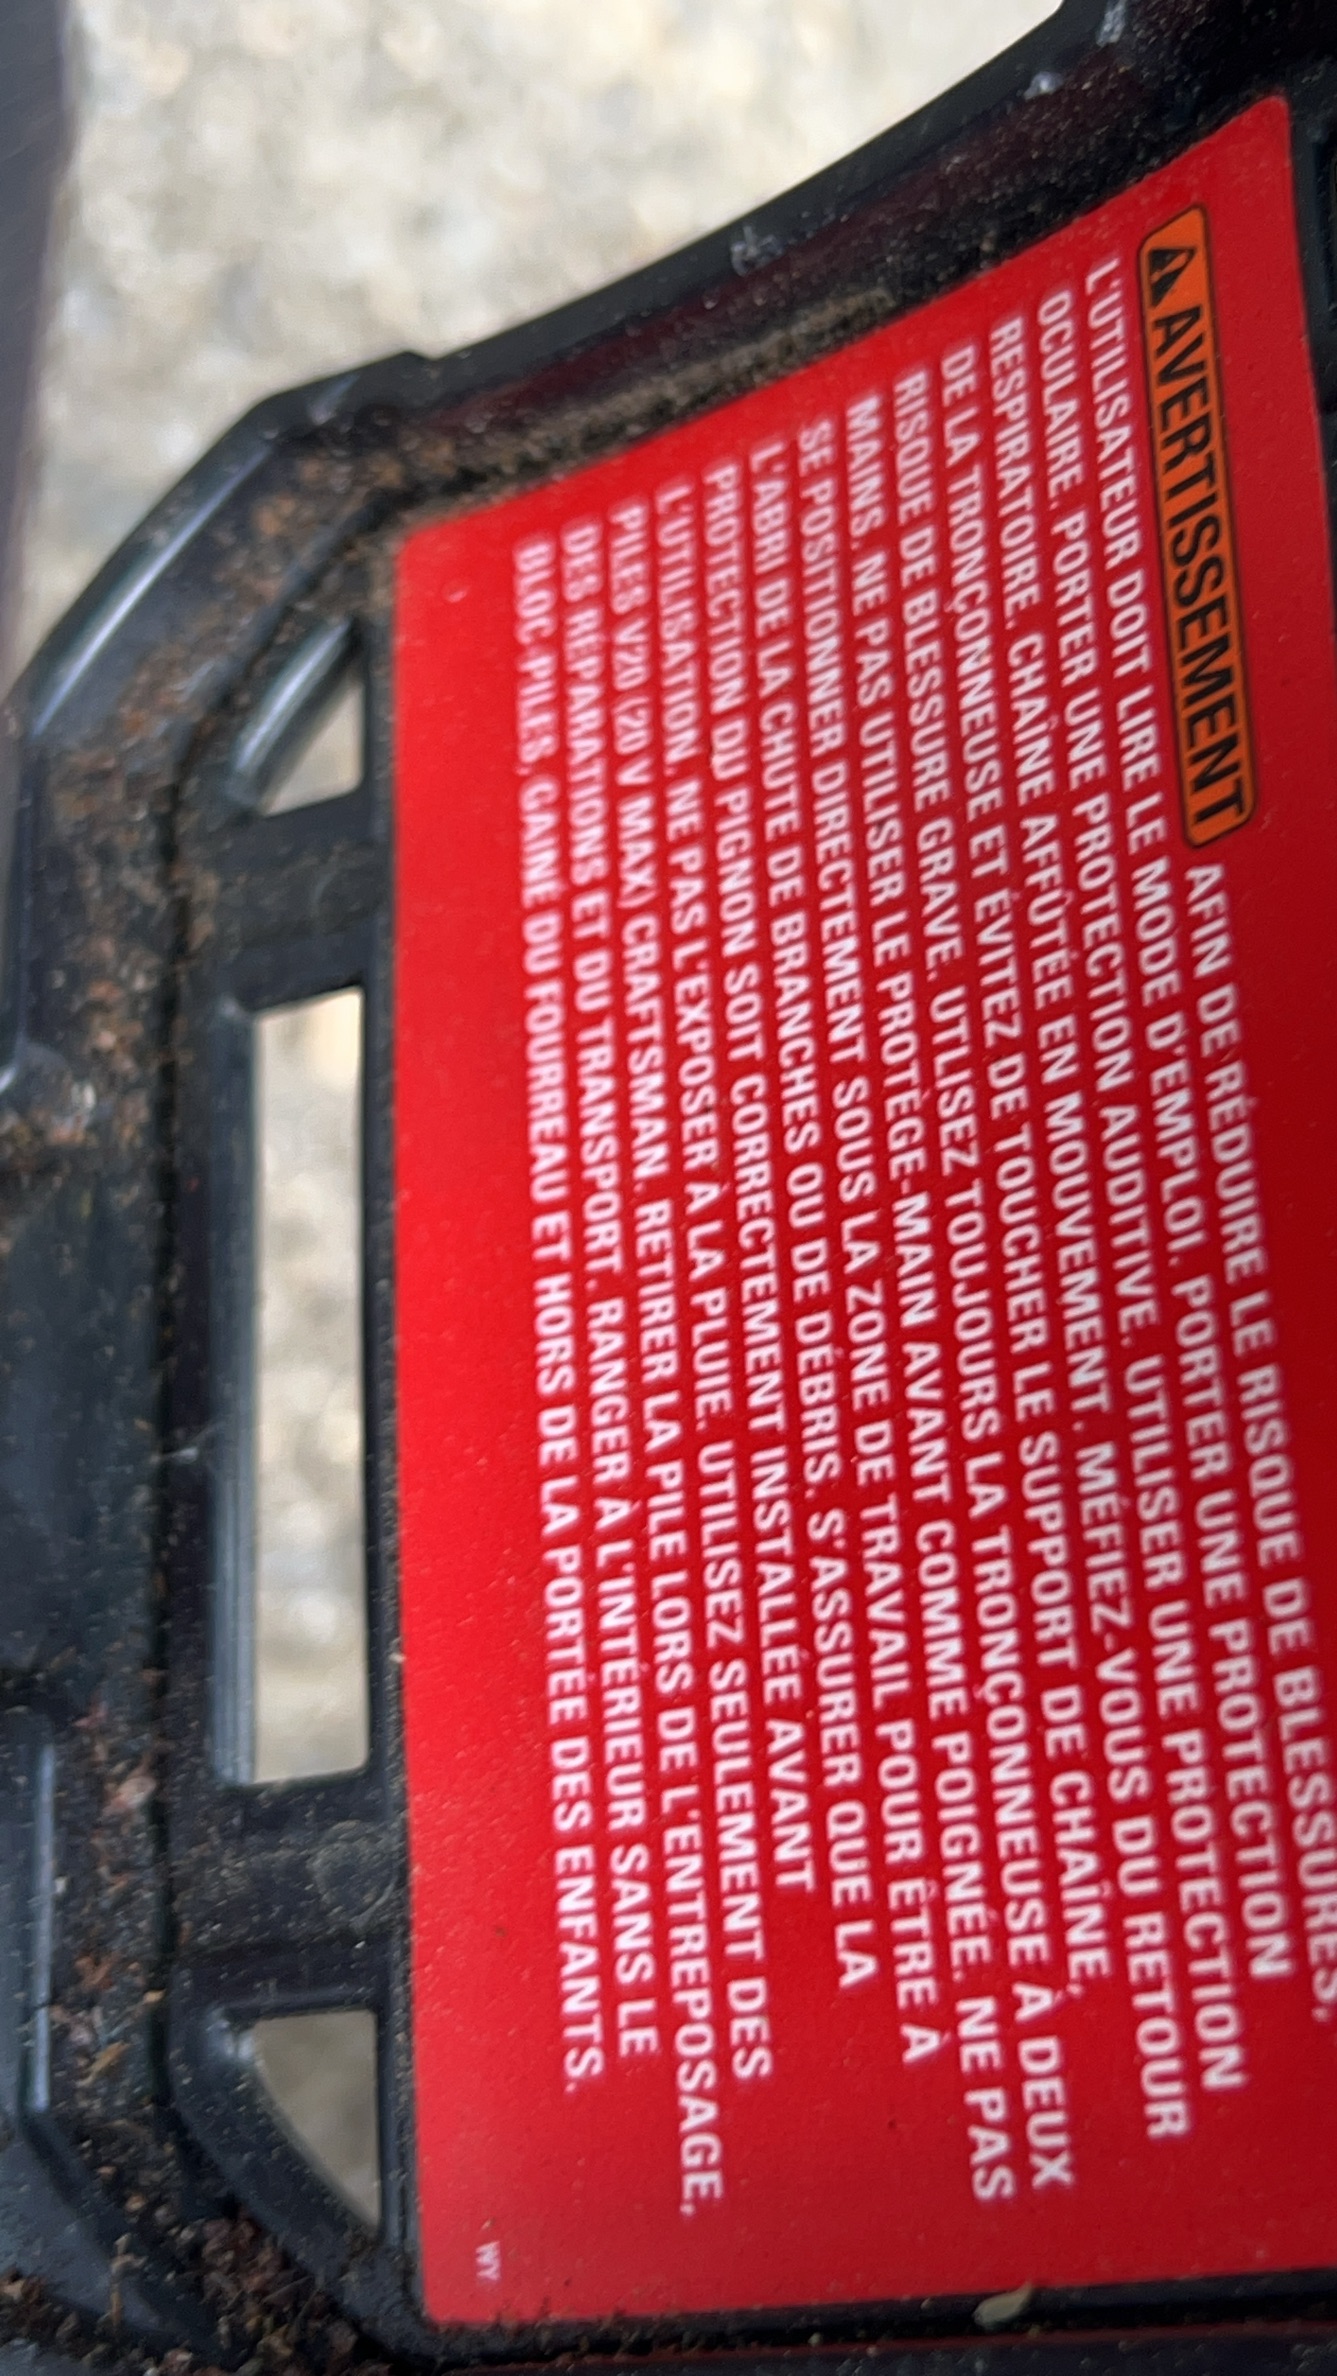 AVERTISSEMENT AFIN DE RÉDUIRE LE RISQUE DE BLESSURES,
L'UTILISATEUR DOIT LIRE LE MODE D'EMPLOI. PORTER UNE PROTECTION
OCULAIRE. PORTER UNE PROTECTION AUDITIVE. UTILISER UNE PROTECTION
RESPIRATOIRE. CHAÎNE AFFÛTÉE EN MOUVEMENT. MÉFIEZ-VOUS DU RETOUR
DE LA TRONÇONNEUSE ET ÉVITEZ DE TOUCHER LE SUPPORT DE CHAÎNE,
RISQUE DE BLESSURE GRAVE. UTLISEZ TOUJOURS LA TRONÇONNEUSE À DEUX
MAINS. NE PAS UTILISER LE PROTÈGE-MAIN AVANT COMME POIGNÉE. NE PAS
SE POSITIONNER DIRECTEMENT SOUS LA ZONE DE TRAVAIL POUR ÊTRE À
L'ABRI DE LA CHUTE DE BRANCHES OU DE DÉBRIS. S'ASSURER QUE LA
PROTECTION DU PIGNON SOIT CORRECTEMENT INSTALLÉE AVANT
L'UTILISATION. NE PAS L'EXPOSER À LA PLUIE. UTILISEZ SEULEMENT DES
PILES V20 (20 V MAX) CRAFTSMAN. RETIRER LA PILE LORS DE L'ENTREPOSAGE,
DES RÉPARATIONS ET DU TRANSPORT. RANGER À L'INTÉRIEUR SANS LE
BLOC-PILES, GAINE DU FOURREAU ET HORS DE LA PORTÉE DES ENFANTS.